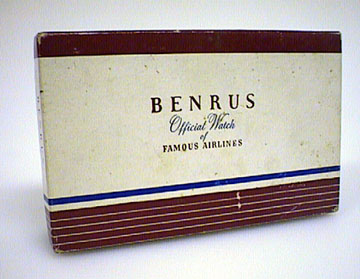 BENRUS
Official Watch
of
FAMOUS AIRLINES